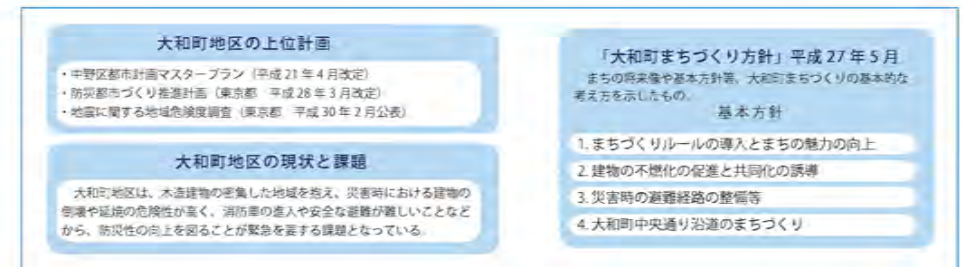 大和町地区の上位計画
・中野区都市計画マスタープラン（平成21年4月改定）
・防災都市づくり推進計画（東京都　平成28年3月改定）
・地震に関する地域危険度調査（東京都　平成30年2月公表）
大和町地区の現状と課題
大和町地区は、木造建物の密集した地域を抱え、災害時における建物の
倒壊や延焼の危険性が高く、消防車の進入や安全な避難が難しいことなど
から、防災性の向上を図ることが緊急を要する課題となっている。
「大和町まちづくり方針」平成27年5月
まちの将来像や基本方針等、大和町まちづくりの基本的な
考え方を示したもの。
基本方針
1. まちづくりルールの導入とまちの魅力の向上
2. 建物の不燃化の促進と共同化の誘導
3. 災害時の避難経路の整備等
4. 大和町中央通り沿道のまちづくり